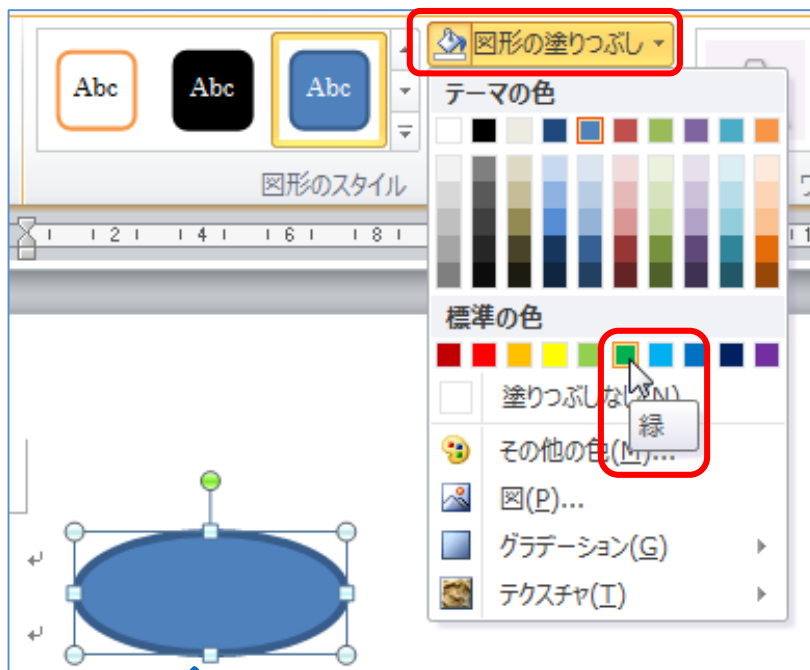 Abc Abc Abc
図形の塗りつぶし
テーマの色
図形のスタイル
2 4 6 8
標準の色
塗りつぶしなし(N)
緑
その他の色(M)...
図(P)...
グラデーション(G)
テクスチャ(T)